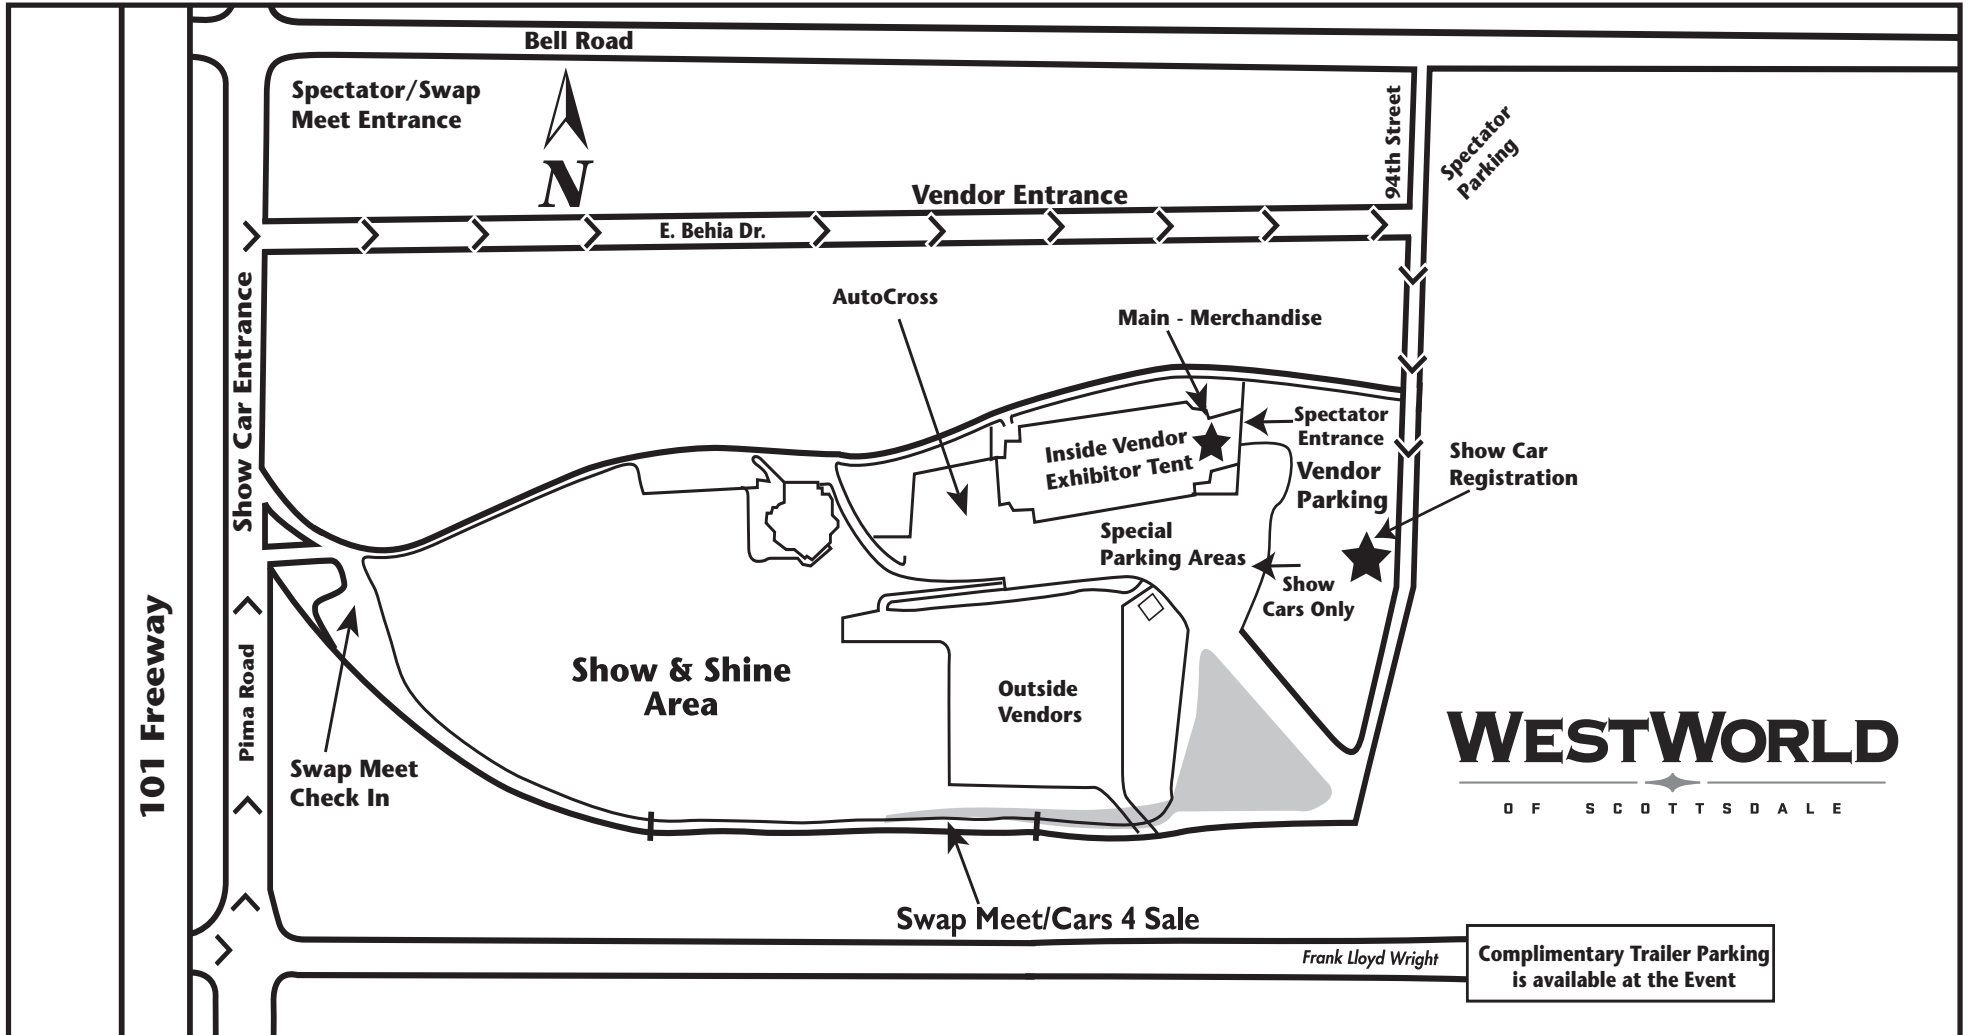 Bell Road
Spectator/Swap
Meet Entrance
N
94th Street
Spectator
Parking
Vendor Entrance
E. Behia Dr.
Show Car Entrance
AutoCross
Main - Merchandise
Spectator
Entrance
Inside Vendor
Exhibitor Tent
Vendor
Parking
Show Car
Registration
Special
Parking Areas
Show
Cars Only
101 Freeway
Pima Road
Show & Shine
Area
Outside
Vendors
Swap Meet
Check In
WESTWORLD
OF SCOTTSDALE
Swap Meet/Cars 4 Sale
Frank Lloyd Wright
Complimentary Trailer Parking
is available at the Event